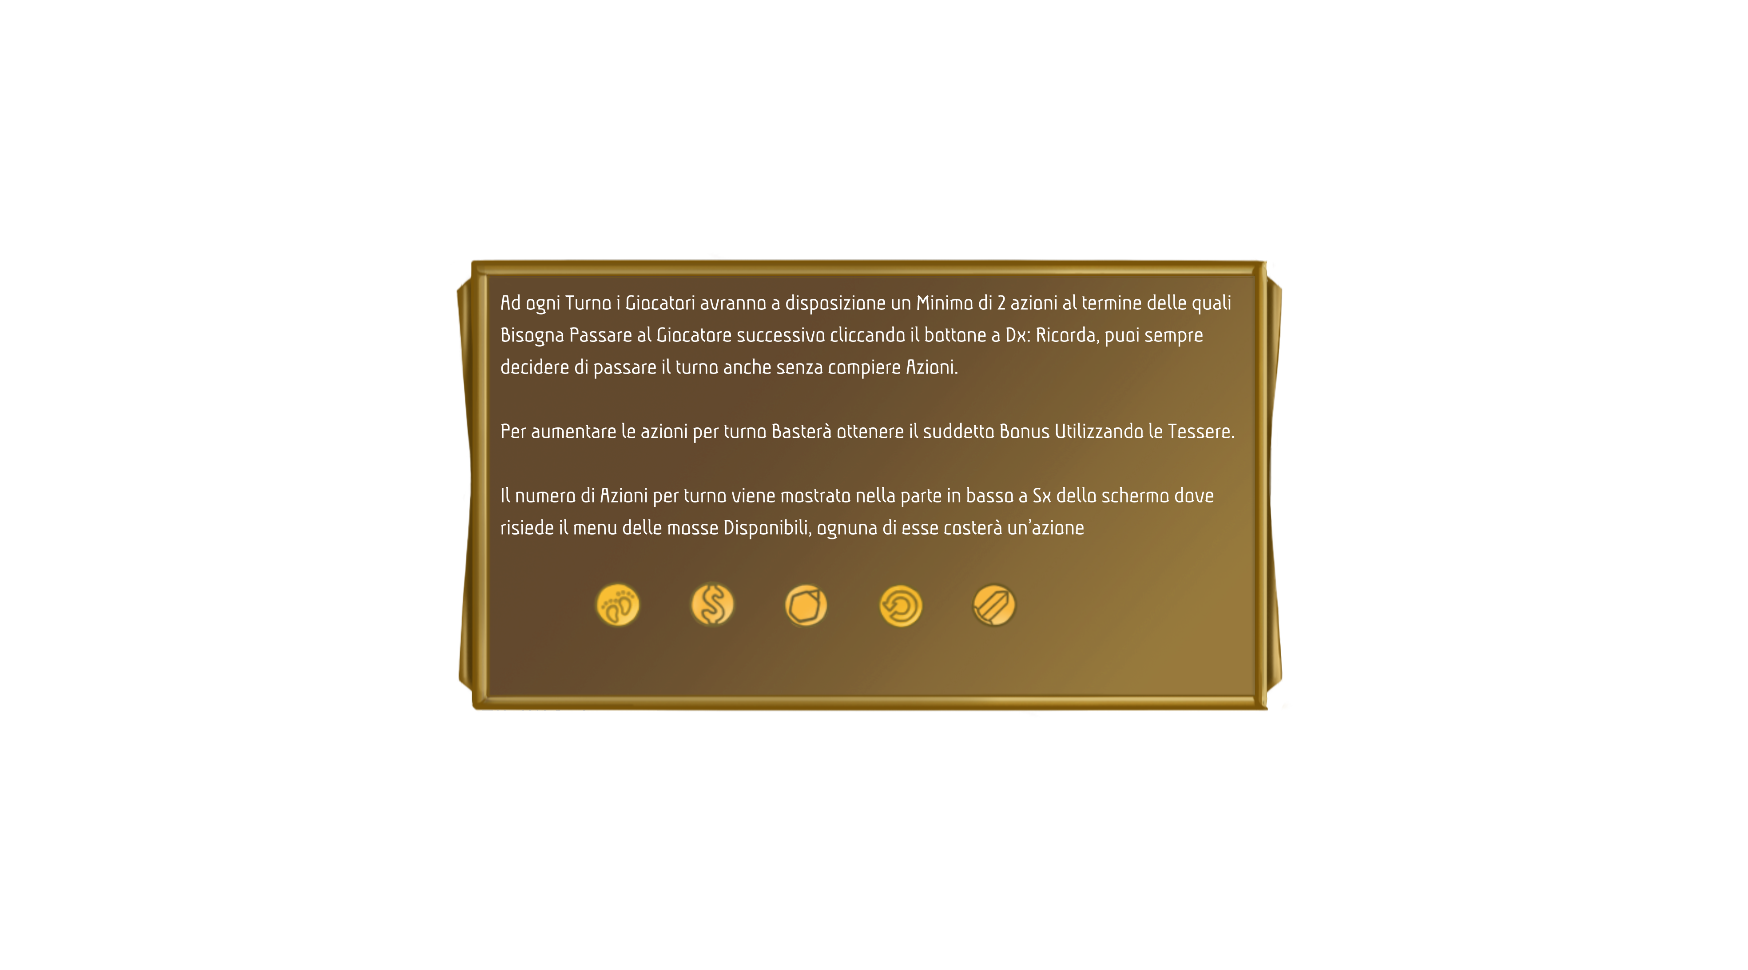 Ad ogni Turno i Giocatori avranno a disposizione un Minimo di 2 azioni al termine delle quali
Bisogna Passare al Giocatore successivo cliccando il bottone a Dx: Ricorda, puoi sempre
decidere di passare il turno anche senza compiere Azioni.
Per aumentare le azioni per turno Basterà ottenere il suddetto Bonus Utilizzando le Tessere.
Il numero di Azioni per turno viene mostrato nella parte in basso a Sx dello schermo dove
risiede il menu delle mosse Disponibili, ognuna di esse costerà un'azione